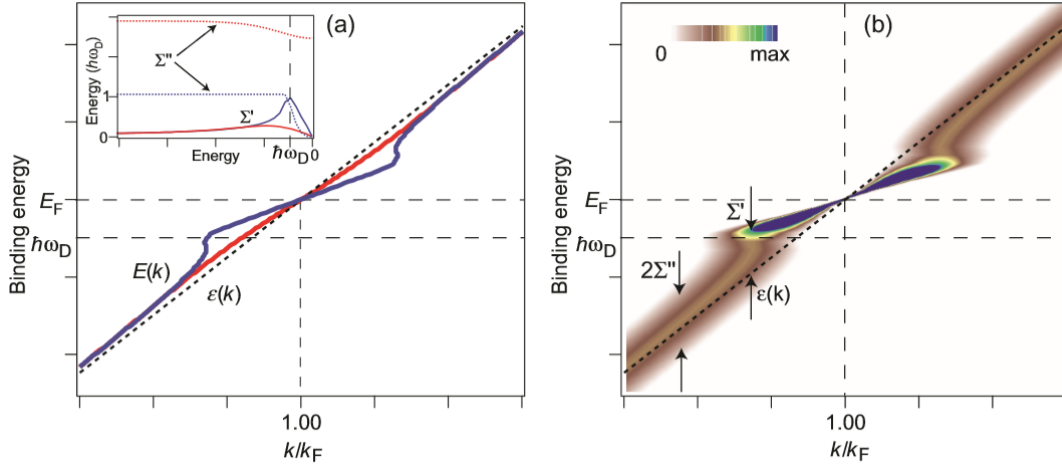 (a)
Energy (ħω_D)
1
0
Σ''
Σ'
Energy
ħω_D
0
Binding energy
E_F
ħω_D
E(k)
ε(k)
1.00
k/k_F
(b)
0
max
Binding energy
E_F
ħω_D
Σ'
2Σ''
ε(k)
1.00
k/k_F